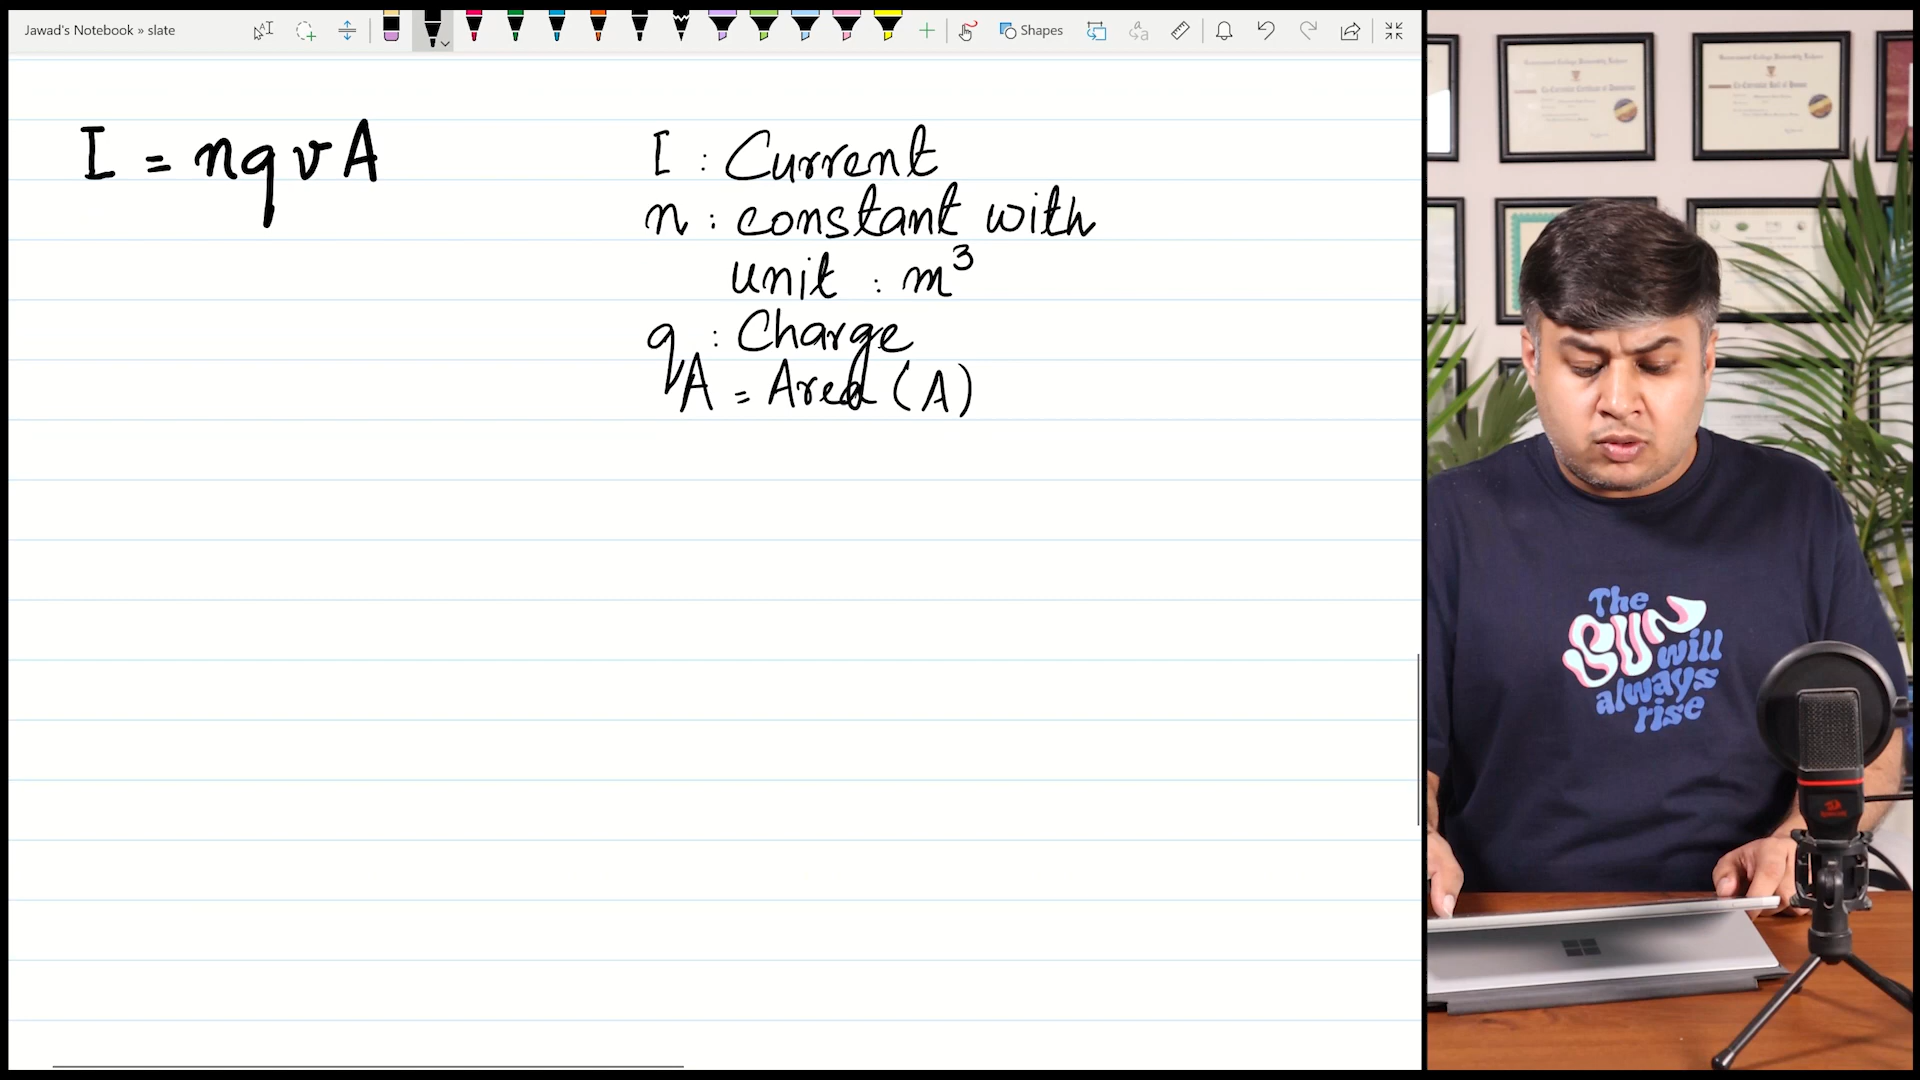 Jawad's Notebook » slate
Shapes
I = nqvA
I : Current
n : constant with
unit : m³
q : Charge
A = Area (A)
The
SUN
will
always
rise